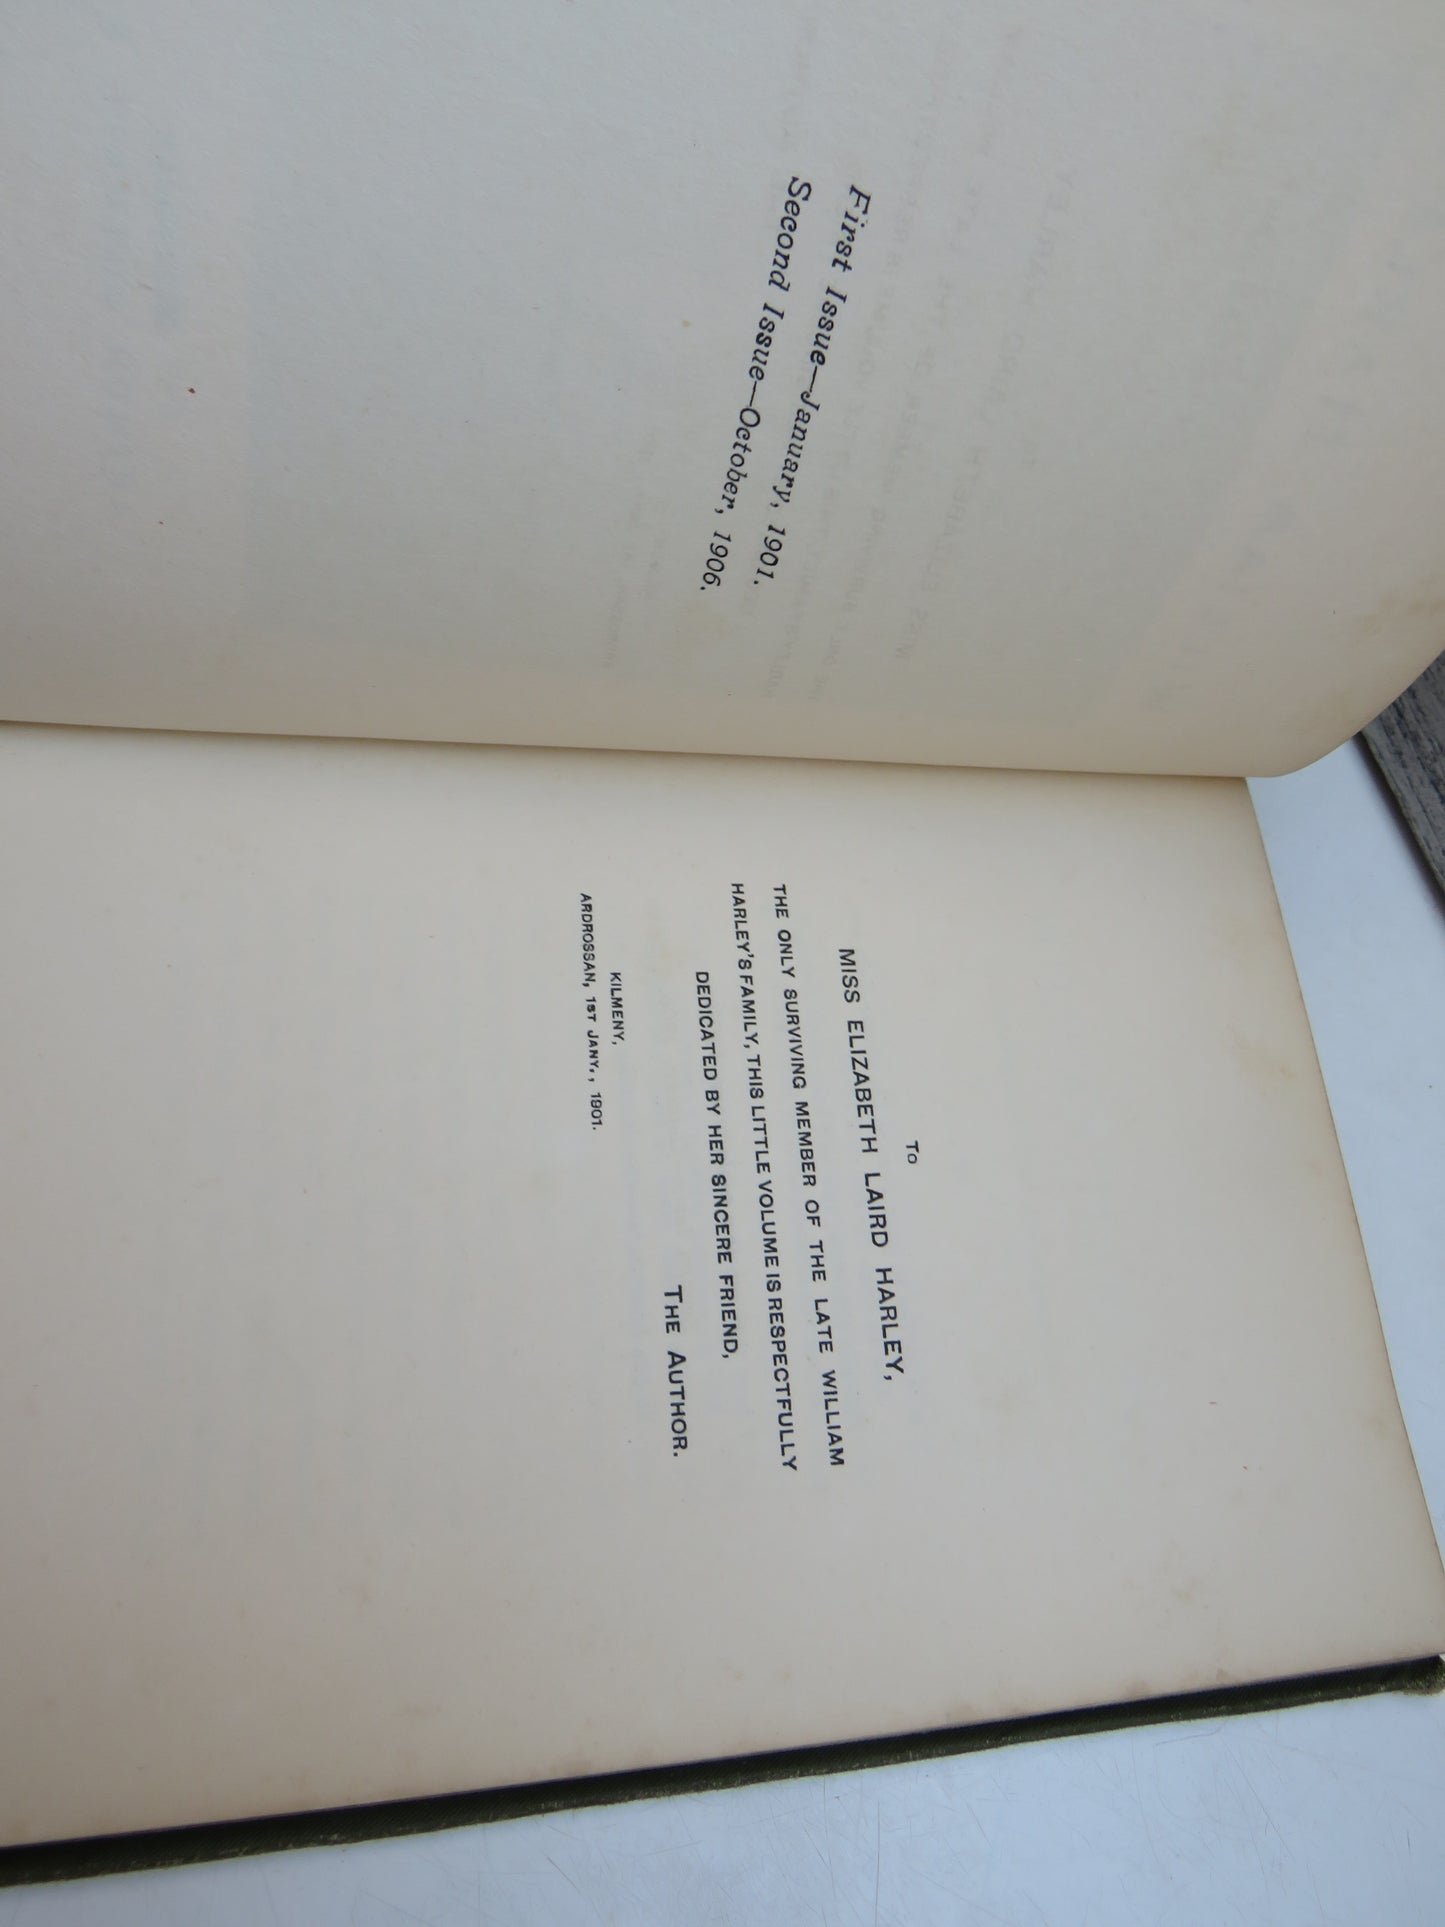 First Issue—January, 1901.
Second Issue—October, 1906.
To
MISS ELIZABETH LAIRD HARLEY,
THE ONLY SURVIVING MEMBER OF THE LATE WILLIAM
HARLEY'S FAMILY, THIS LITTLE VOLUME IS RESPECTFULLY
DEDICATED BY HER SINCERE FRIEND,
THE AUTHOR.
KILMENY,
ARDROSSAN, 1ST JANY., 1901.